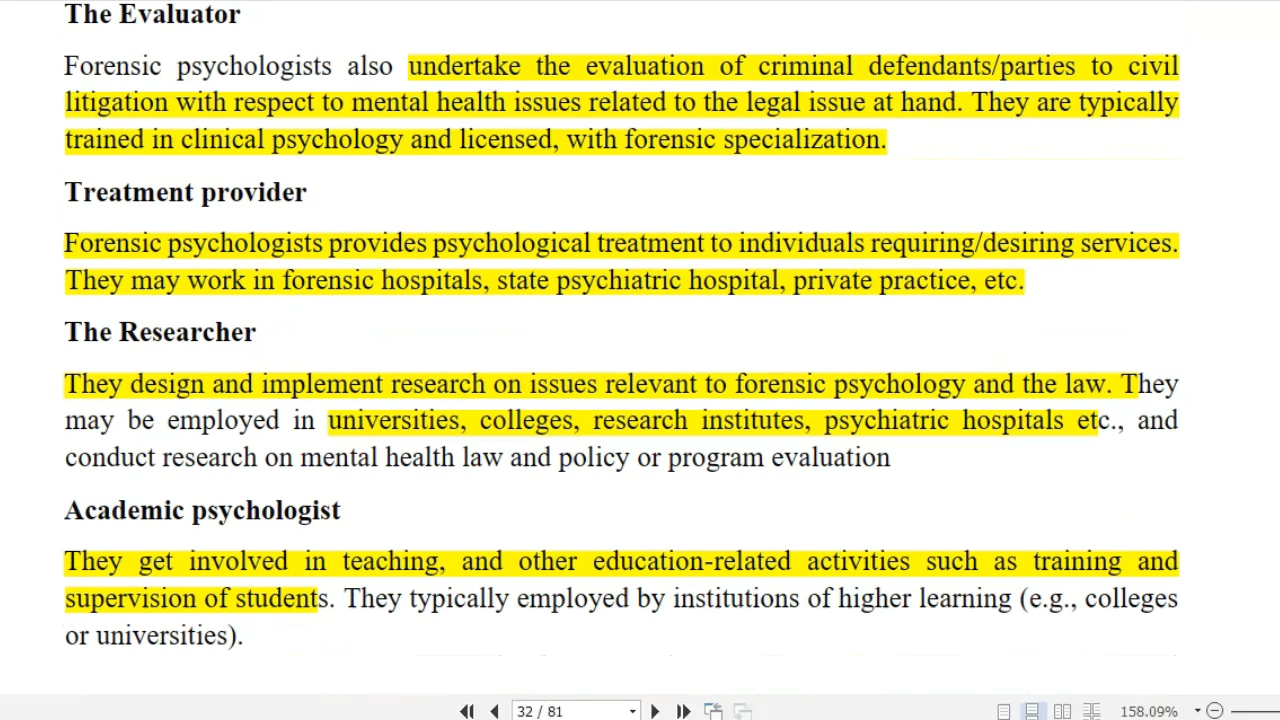 The Evaluator
Forensic psychologists also undertake the evaluation of criminal defendants/parties to civil
litigation with respect to mental health issues related to the legal issue at hand. They are typically
trained in clinical psychology and licensed, with forensic specialization.
Treatment provider
Forensic psychologists provides psychological treatment to individuals requiring/desiring services.
They may work in forensic hospitals, state psychiatric hospital, private practice, etc.
The Researcher
They design and implement research on issues relevant to forensic psychology and the law. They
may be employed in universities, colleges, research institutes, psychiatric hospitals etc., and
conduct research on mental health law and policy or program evaluation
Academic psychologist
They get involved in teaching, and other education-related activities such as training and
supervision of students. They typically employed by institutions of higher learning (e.g., colleges
or universities).
32 / 81
158.09%